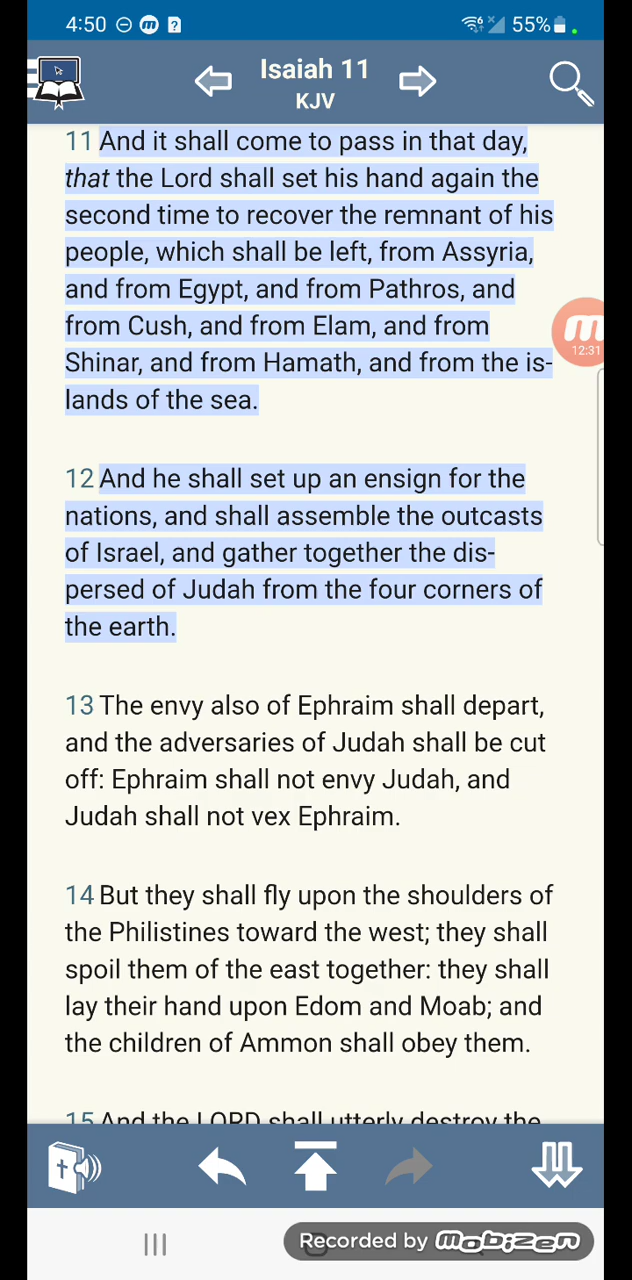 4:50
55%
Isaiah 11
KJV
11 And it shall come to pass in that day,
that the Lord shall set his hand again the
second time to recover the remnant of his
people, which shall be left, from Assyria,
and from Egypt, and from Pathros, and
from Cush, and from Elam, and from
Shinar, and from Hamath, and from the is-
lands of the sea.
12:31
12 And he shall set up an ensign for the
nations, and shall assemble the outcasts
of Israel, and gather together the dis-
persed of Judah from the four corners of
the earth.
13 The envy also of Ephraim shall depart,
and the adversaries of Judah shall be cut
off: Ephraim shall not envy Judah, and
Judah shall not vex Ephraim.
14 But they shall fly upon the shoulders of
the Philistines toward the west; they shall
spoil them of the east together: they shall
lay their hand upon Edom and Moab; and
the children of Ammon shall obey them.
15 And the LORD shall utterly destroy the
Recorded by mobizen